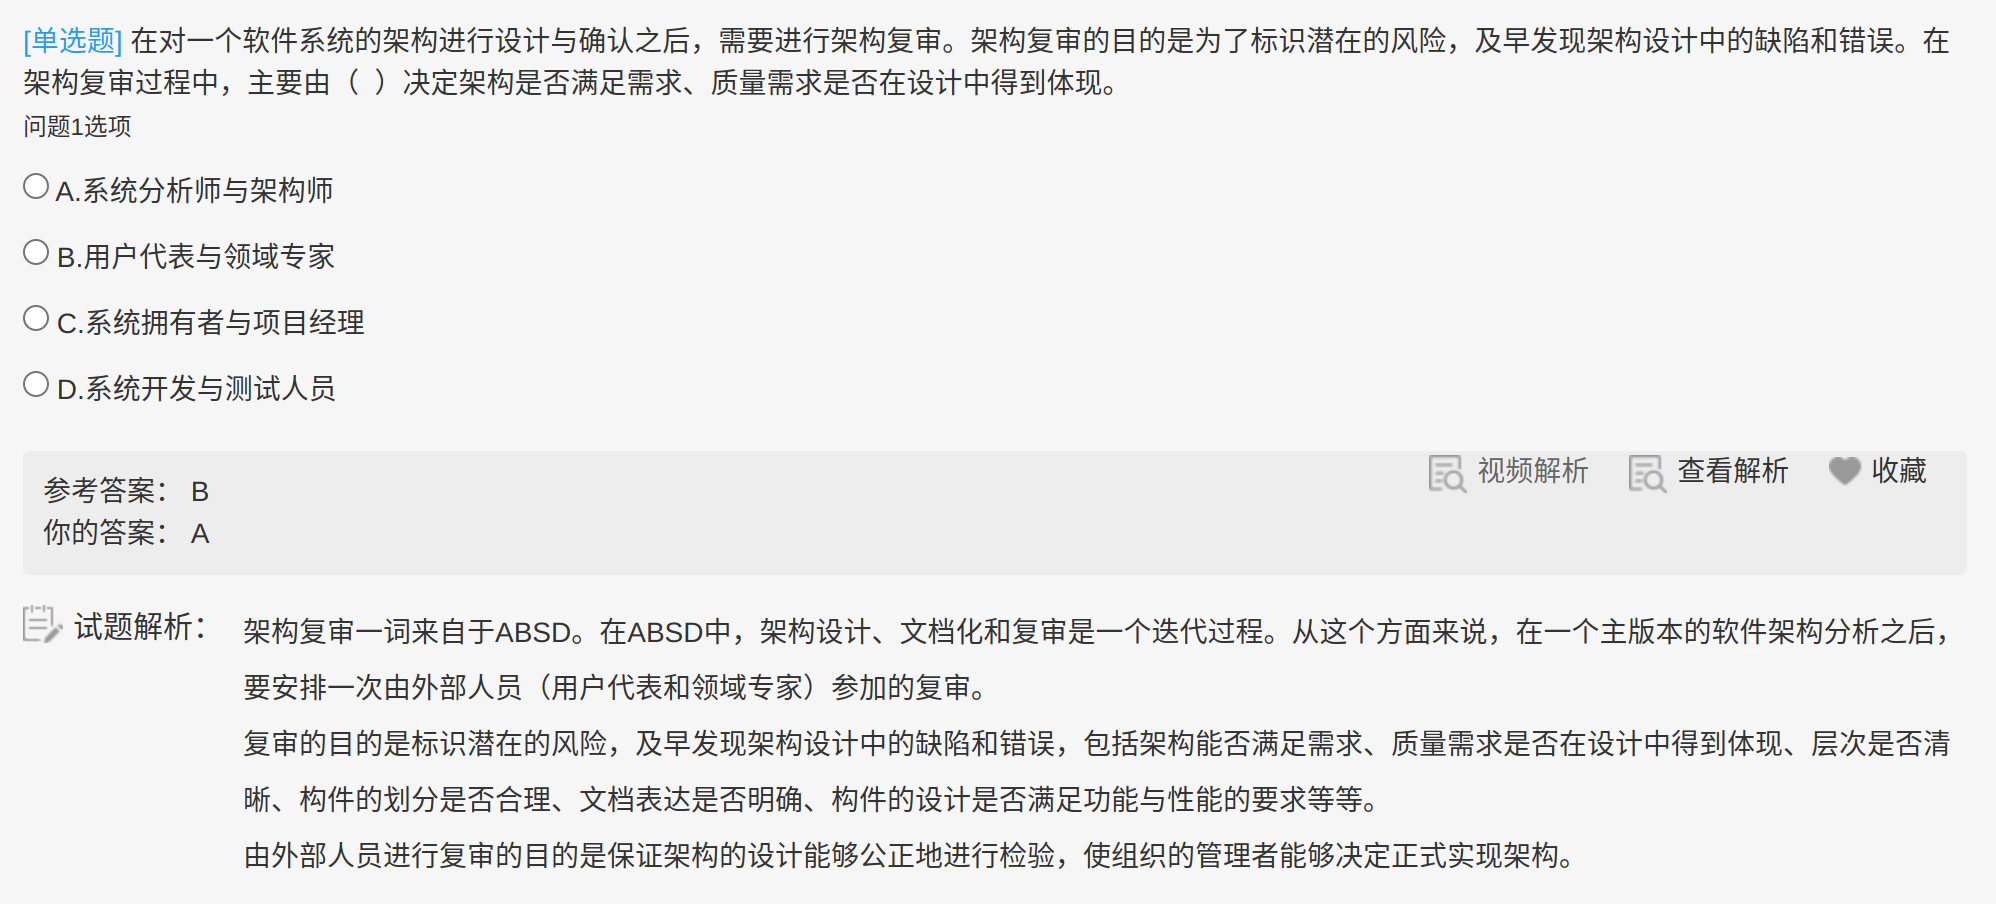 [单选题] 在对一个软件系统的架构进行设计与确认之后，需要进行架构复审。架构复审的目的是为了标识潜在的风险，及早发现架构设计中的缺陷和错误。在
架构复审过程中，主要由（ ）决定架构是否满足需求、质量需求是否在设计中得到体现。
问题1选项
A.系统分析师与架构师
B.用户代表与领域专家
C.系统拥有者与项目经理
D.系统开发与测试人员
视频解析 查看解析 收藏
参考答案： B
你的答案： A
试题解析： 架构复审一词来自于ABSD。在ABSD中，架构设计、文档化和复审是一个迭代过程。从这个方面来说，在一个主版本的软件架构分析之后，
要安排一次由外部人员（用户代表和领域专家）参加的复审。
复审的目的是标识潜在的风险，及早发现架构设计中的缺陷和错误，包括架构能否满足需求、质量需求是否在设计中得到体现、层次是否清
晰、构件的划分是否合理、文档表达是否明确、构件的设计是否满足功能与性能的要求等等。
由外部人员进行复审的目的是保证架构的设计能够公正地进行检验，使组织的管理者能够决定正式实现架构。